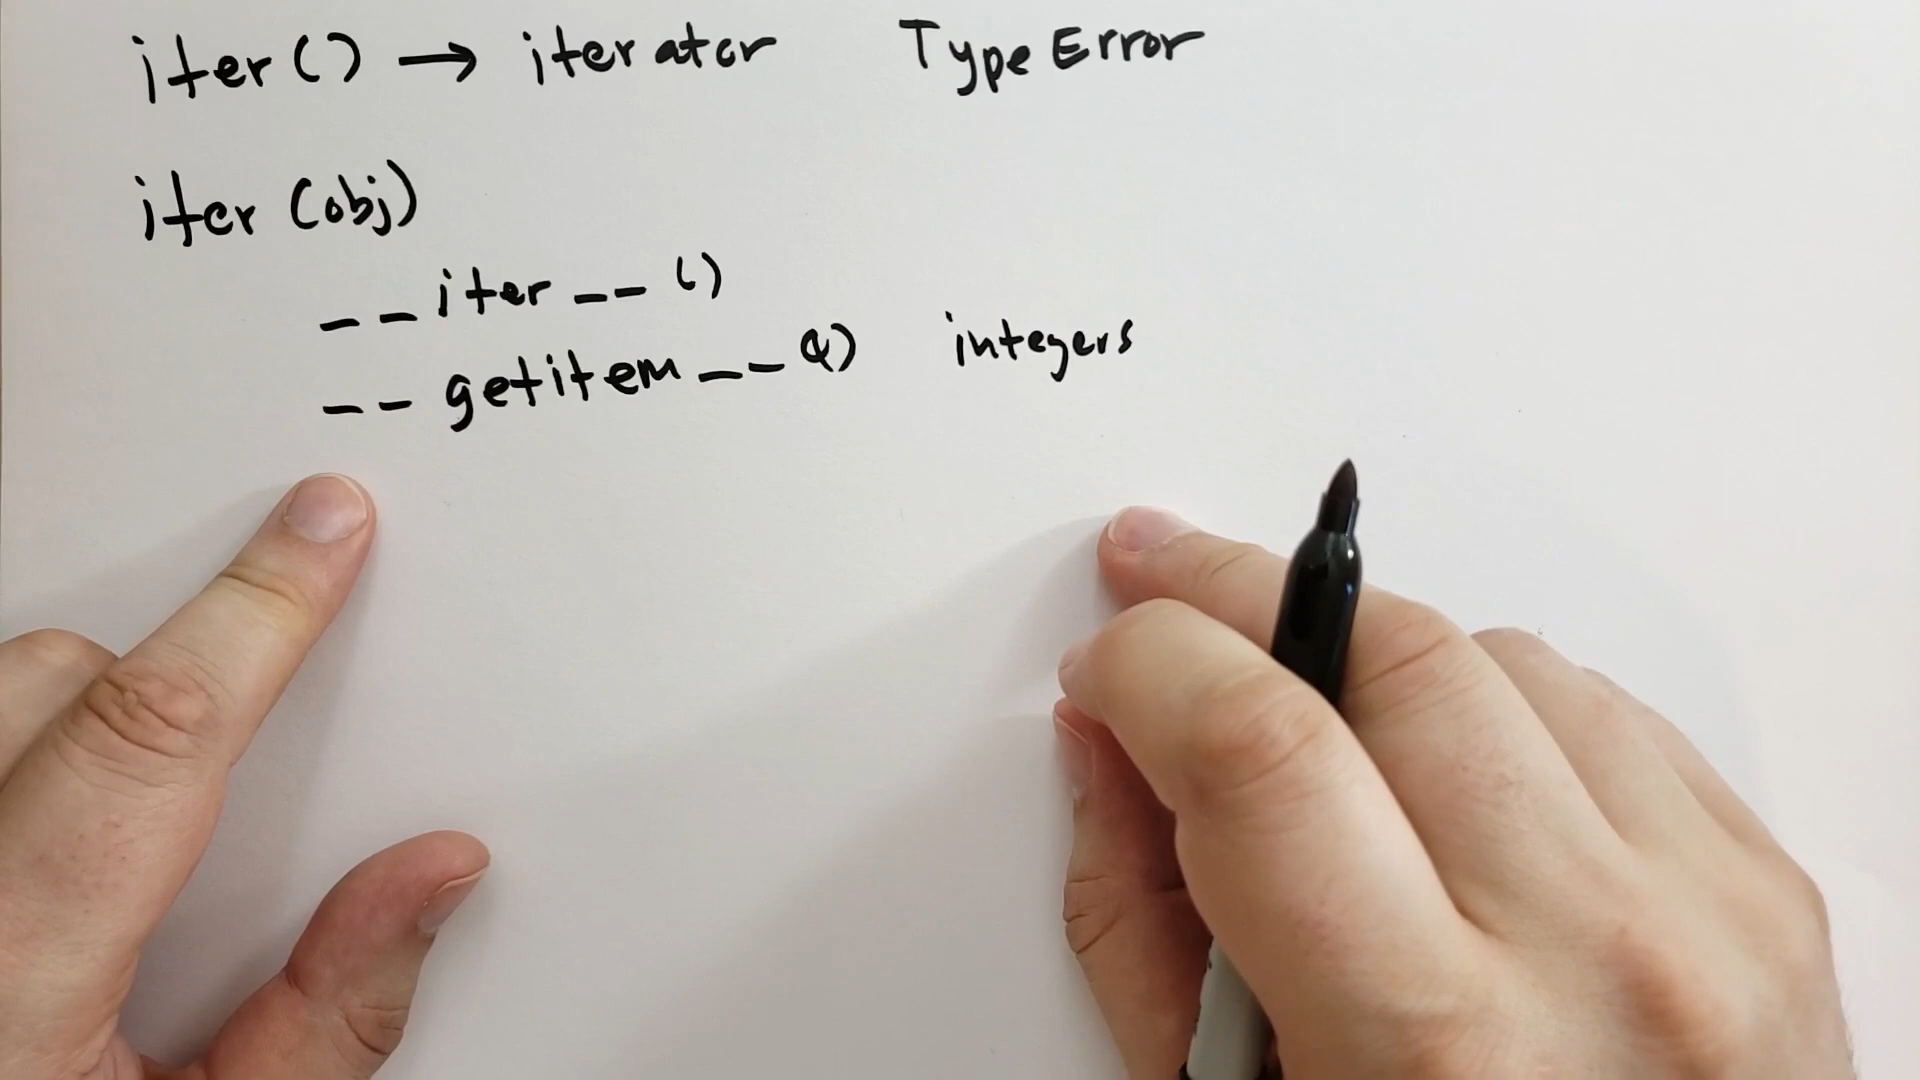 iter() → iterator TypeError
iter (obj)
__iter__()
__getitem__() integers